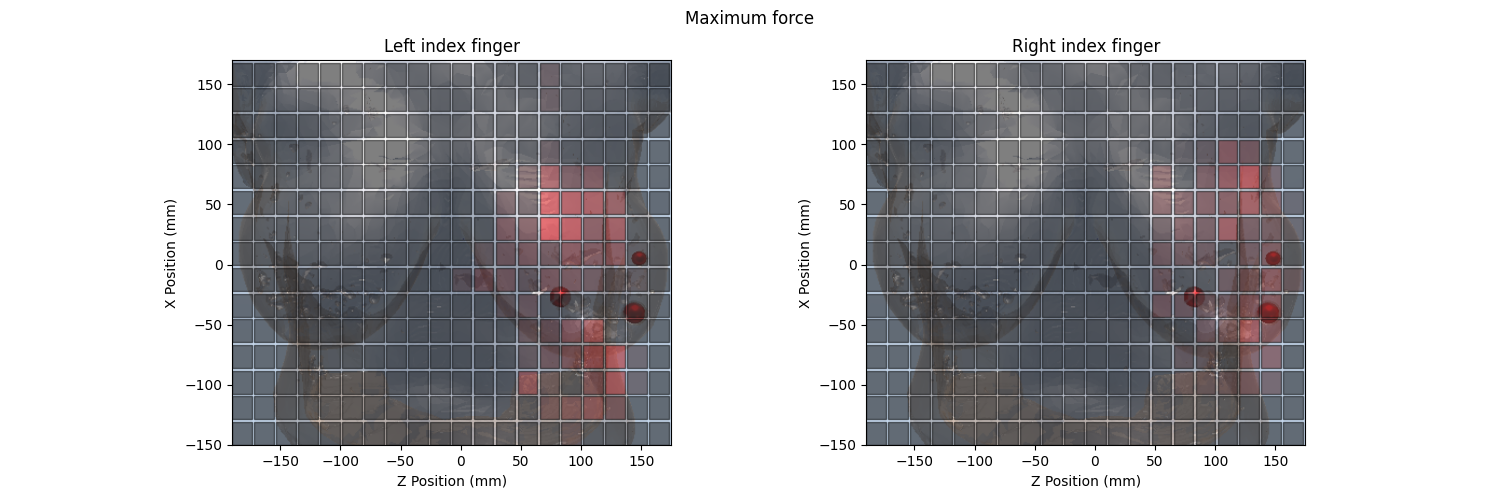 Maximum force
Left index finger
Right index finger
150
100
50
0
−50
−100
−150
X Position (mm)
−150 −100 −50 0 50 100 150
Z Position (mm)
150
100
50
0
−50
−100
−150
X Position (mm)
−150 −100 −50 0 50 100 150
Z Position (mm)